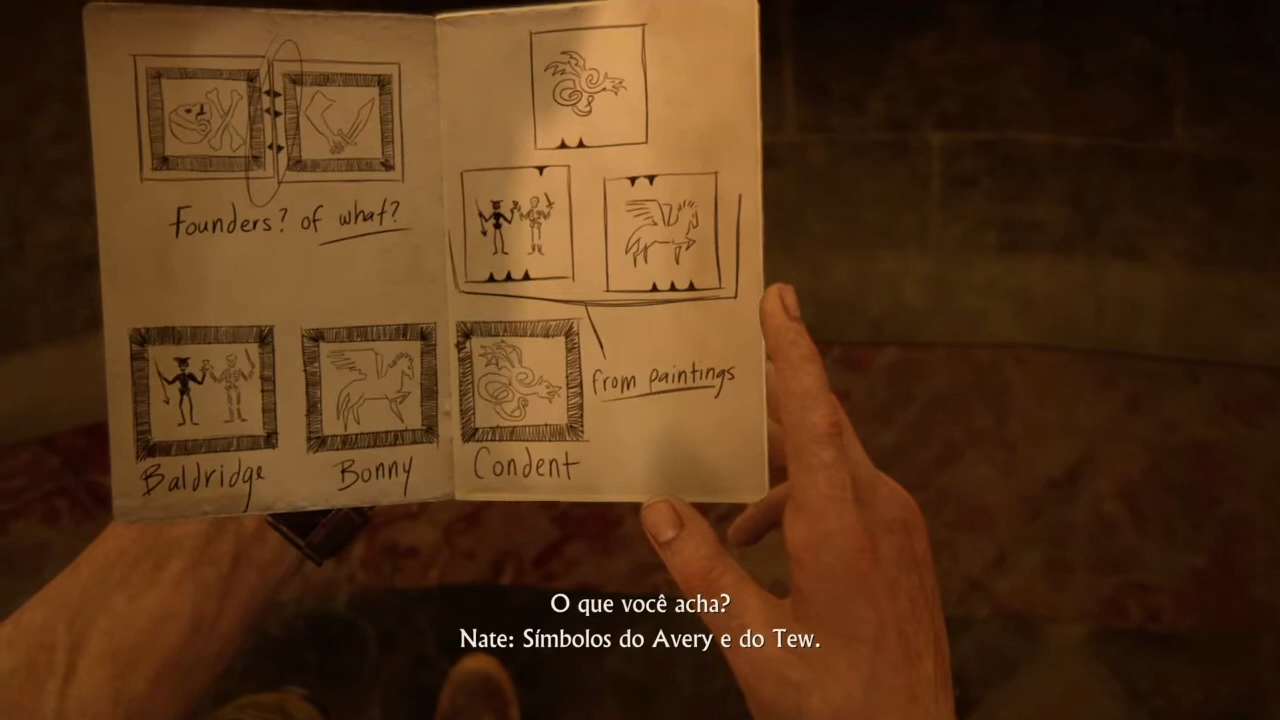 Founders? of what?
Baldridge
Bonny
Condent
from paintings
O que você acha?
Nate: Símbolos do Avery e do Tew.